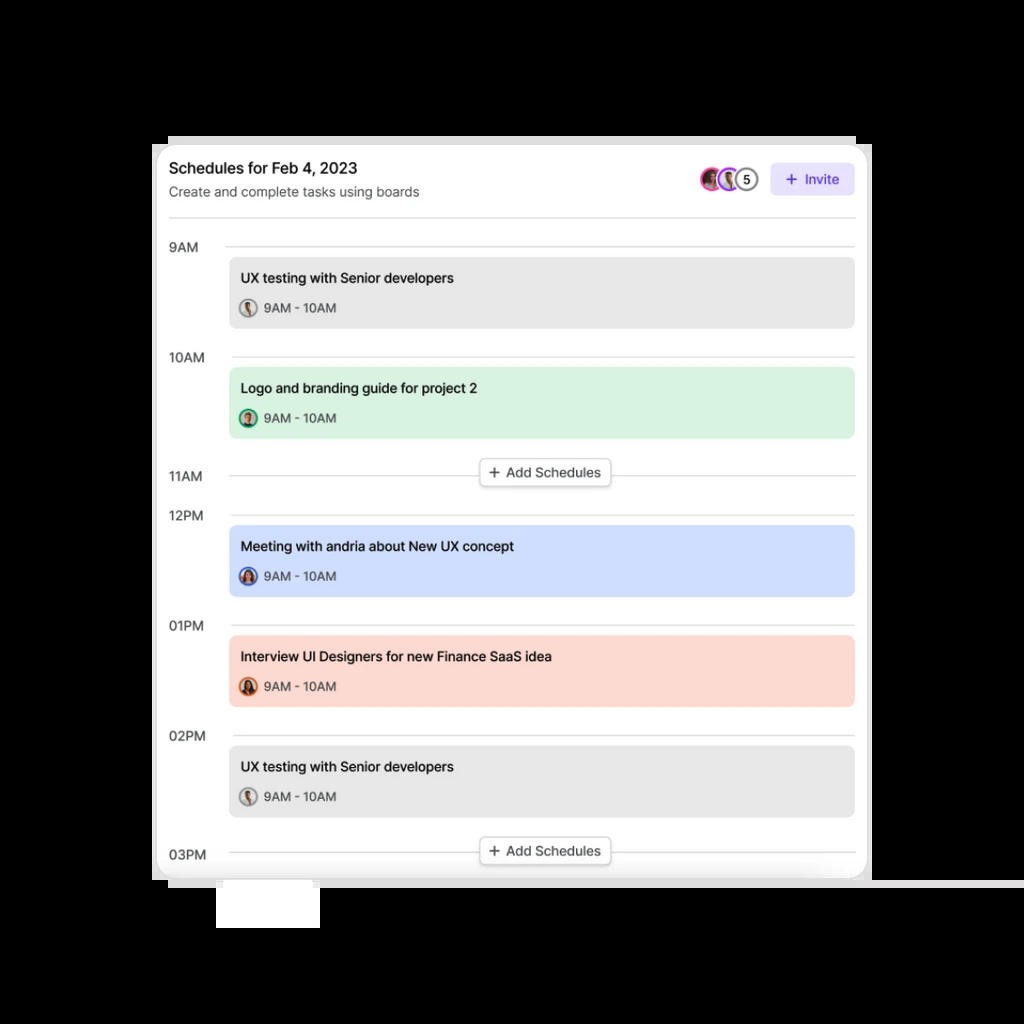 Schedules for Feb 4, 2023
Create and complete tasks using boards
5
+ Invite
9AM
UX testing with Senior developers
9AM - 10AM
10AM
Logo and branding guide for project 2
9AM - 10AM
11AM
+ Add Schedules
12PM
Meeting with andria about New UX concept
9AM - 10AM
01PM
Interview UI Designers for new Finance SaaS idea
9AM - 10AM
02PM
UX testing with Senior developers
9AM - 10AM
03PM
+ Add Schedules